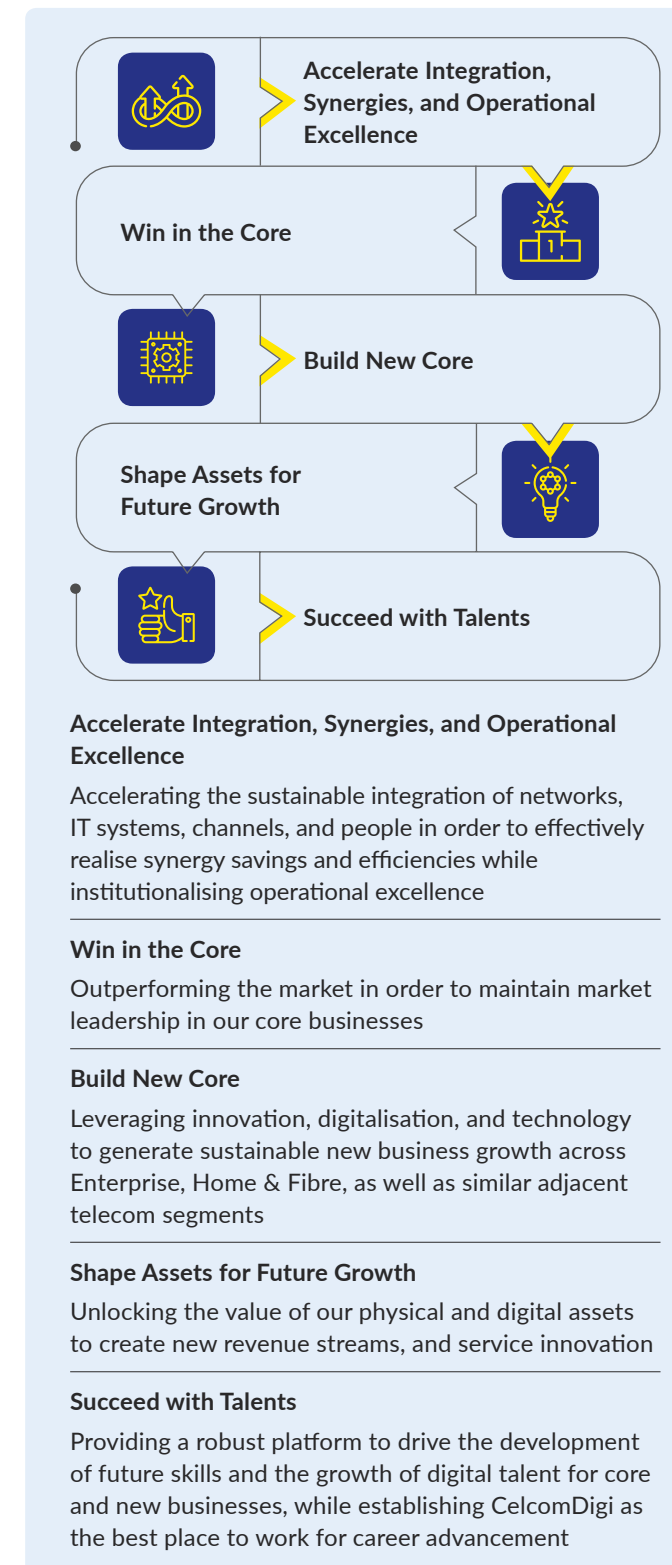 Accelerate Integration,
Synergies, and Operational
Excellence
Win in the Core
1
Build New Core
Shape Assets for
Future Growth
Succeed with Talents
Accelerate Integration, Synergies, and Operational
Excellence
Accelerating the sustainable integration of networks,
IT systems, channels, and people in order to effectively
realise synergy savings and efficiencies while
institutionalising operational excellence
Win in the Core
Outperforming the market in order to maintain market
leadership in our core businesses
Build New Core
Leveraging innovation, digitalisation, and technology
to generate sustainable new business growth across
Enterprise, Home & Fibre, as well as similar adjacent
telecom segments
Shape Assets for Future Growth
Unlocking the value of our physical and digital assets
to create new revenue streams, and service innovation
Succeed with Talents
Providing a robust platform to drive the development
of future skills and the growth of digital talent for core
and new businesses, while establishing CelcomDigi as
the best place to work for career advancement